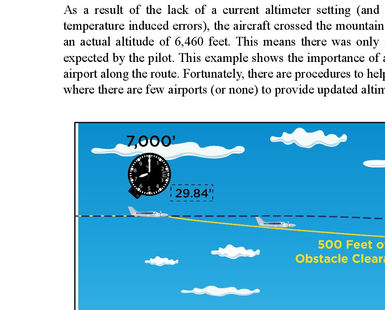 As a result of the lack of a current altimeter setting (and
temperature induced errors), the aircraft crossed the mountain
an actual altitude of 6,460 feet. This means there was only
expected by the pilot. This example shows the importance of a
airport along the route. Fortunately, there are procedures to help
where there are few airports (or none) to provide updated altim
7,000'
29.84'
500 Feet o
Obstacle Cleara